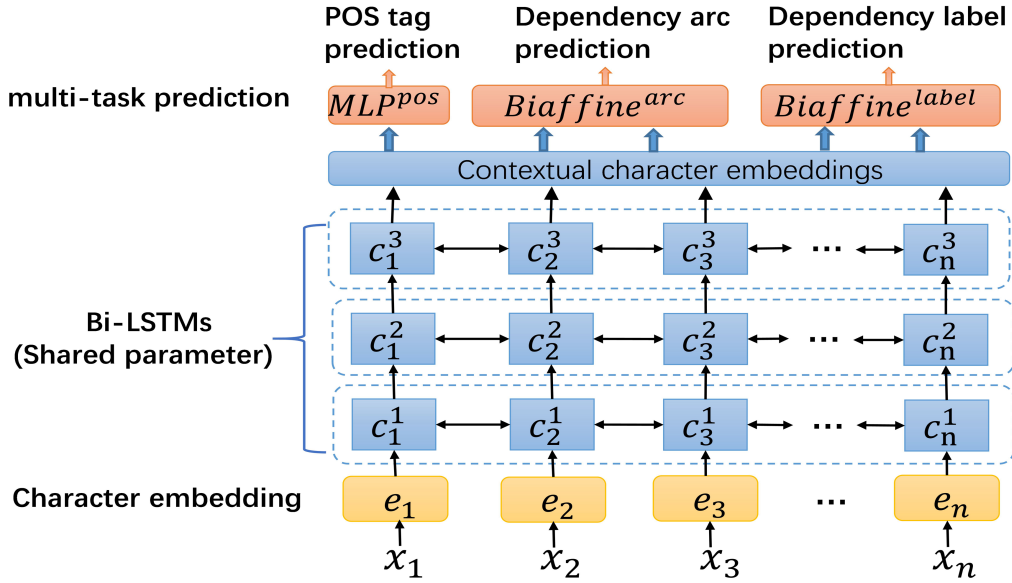 POS tag prediction
Dependency arc prediction
Dependency label prediction
multi-task prediction
MLP^{pos}
Biaffine^{arc}
Biaffine^{label}
Contextual character embeddings
c_1^3 c_2^3 c_3^3 ... c_n^3
Bi-LSTMs
(Shared parameter)
c_1^2 c_2^2 c_3^2 ... c_n^2
c_1^1 c_2^1 c_3^1 ... c_n^1
Character embedding
e_1 e_2 e_3 ... e_n
x_1 x_2 x_3 x_n